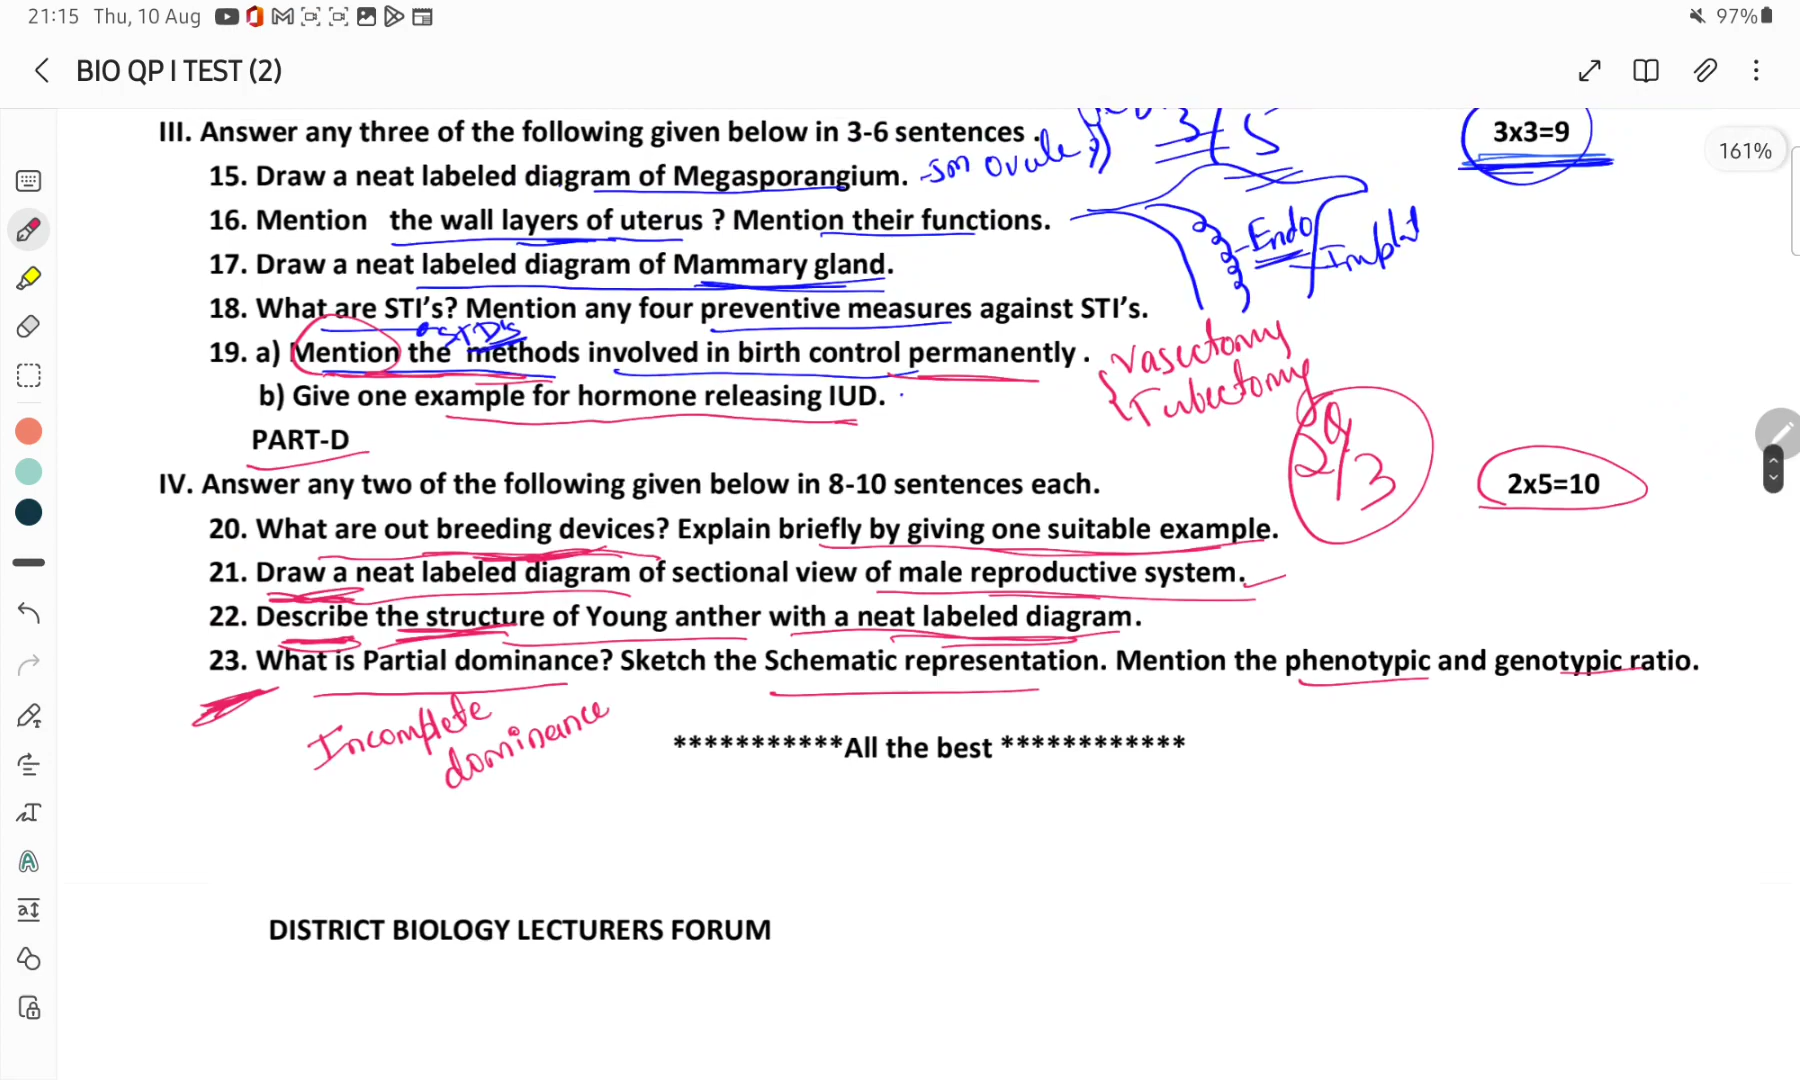 21:15 Thu, 10 Aug
97%
BIO QP I TEST (2)
161%
III. Answer any three of the following given below in 3-6 sentences .
3/5
3x3=9
15. Draw a neat labeled diagram of Megasporangium.
ovule
16. Mention the wall layers of uterus ? Mention their functions.
Endo
17. Draw a neat labeled diagram of Mammary gland.
18. What are STI’s? Mention any four preventive measures against STI’s.
STD's
19. a) Mention the methods involved in birth control permanently .
Vasectomy
Tubectomy
b) Give one example for hormone releasing IUD.
PART-D
IV. Answer any two of the following given below in 8-10 sentences each.
2x5=10
20. What are out breeding devices? Explain briefly by giving one suitable example.
21. Draw a neat labeled diagram of sectional view of male reproductive system.
22. Describe the structure of Young anther with a neat labeled diagram.
23. What is Partial dominance? Sketch the Schematic representation. Mention the phenotypic and genotypic ratio.
Incomplete
dominance
***********All the best ************
DISTRICT BIOLOGY LECTURERS FORUM